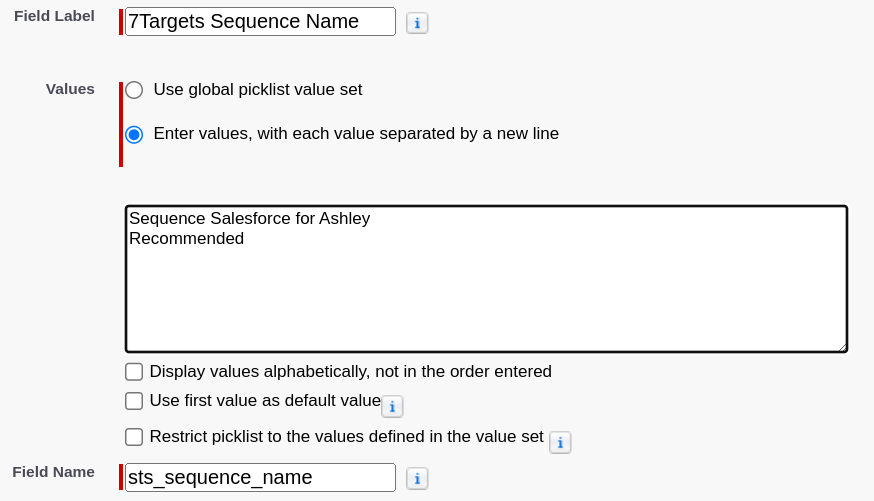 Field Label 7Targets Sequence Name i
Values Use global picklist value set
Enter values, with each value separated by a new line
Sequence Salesforce for Ashley
Recommended
Display values alphabetically, not in the order entered
Use first value as default value i
Restrict picklist to the values defined in the value set i
Field Name sts_sequence_name i